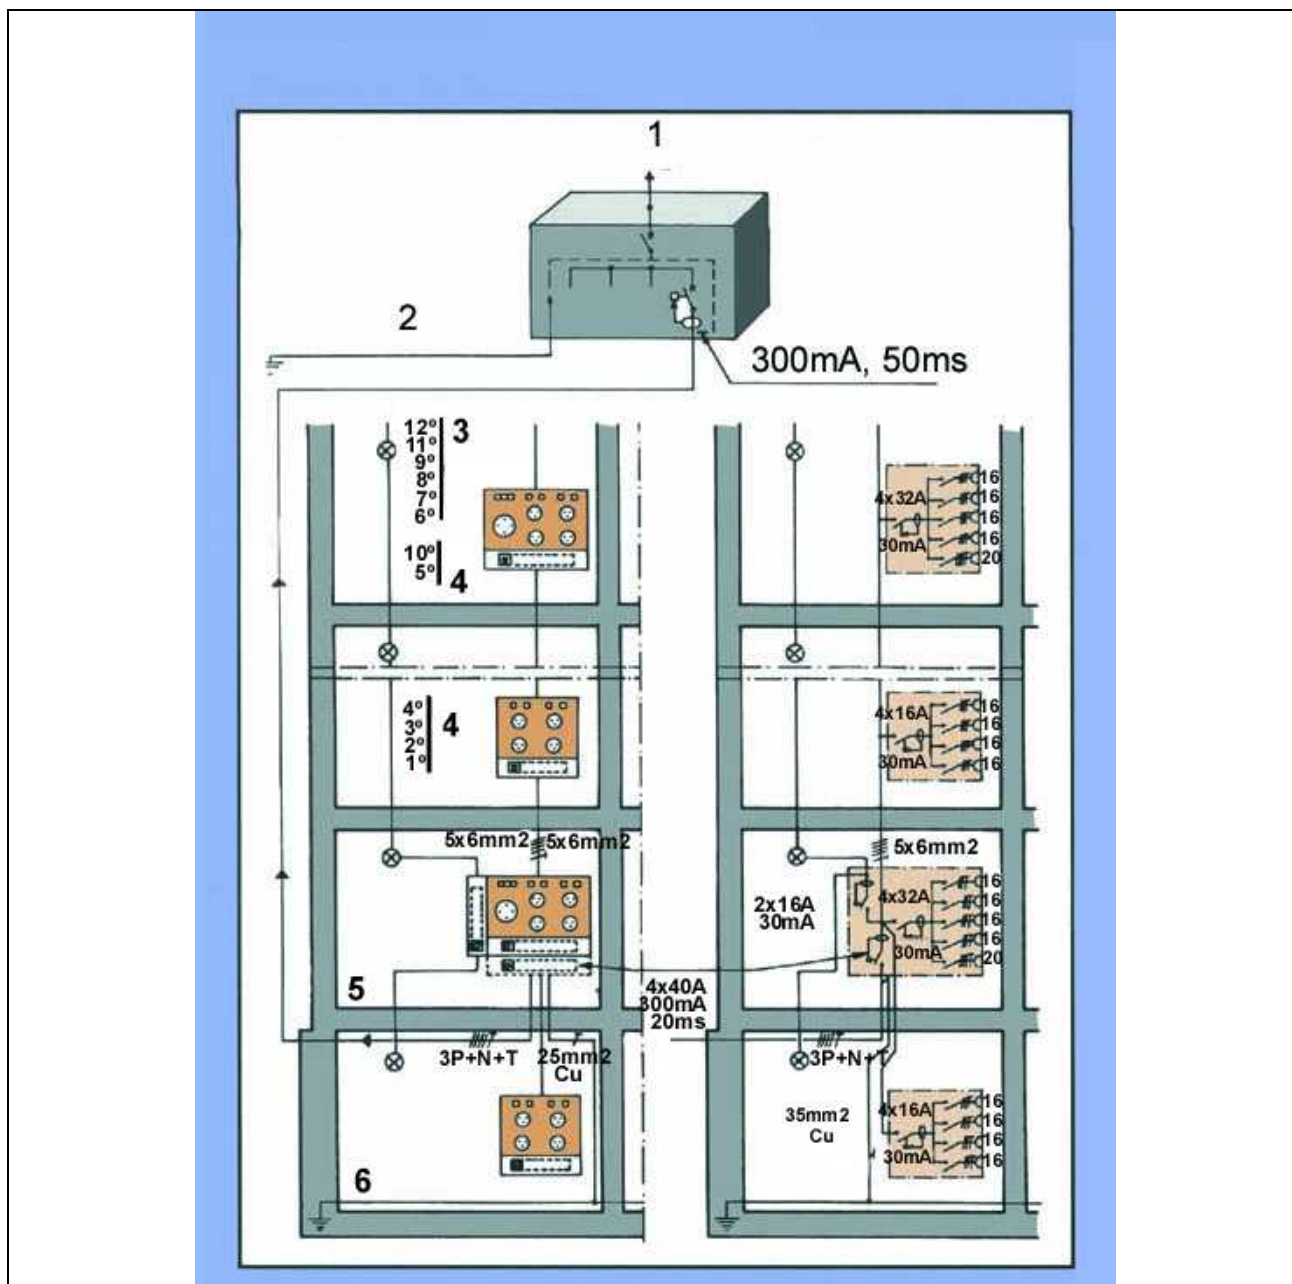 1
2
300mA, 50ms
12º
11º
9º
8º
7º
6º
3
10º
5º
4
4x32A
30mA
16
16
16
16
20
4º
3º
2º
1º
4
4x16A
30mA
16
16
16
16
5x6mm2 5x6mm2
5x6mm2
2x16A
30mA
4x32A
30mA
16
16
16
16
20
5
4x40A
300mA
20ms
3P+N+T
25mm2
Cu
3P+N+T
35mm2
Cu
4x16A
30mA
16
16
16
16
6